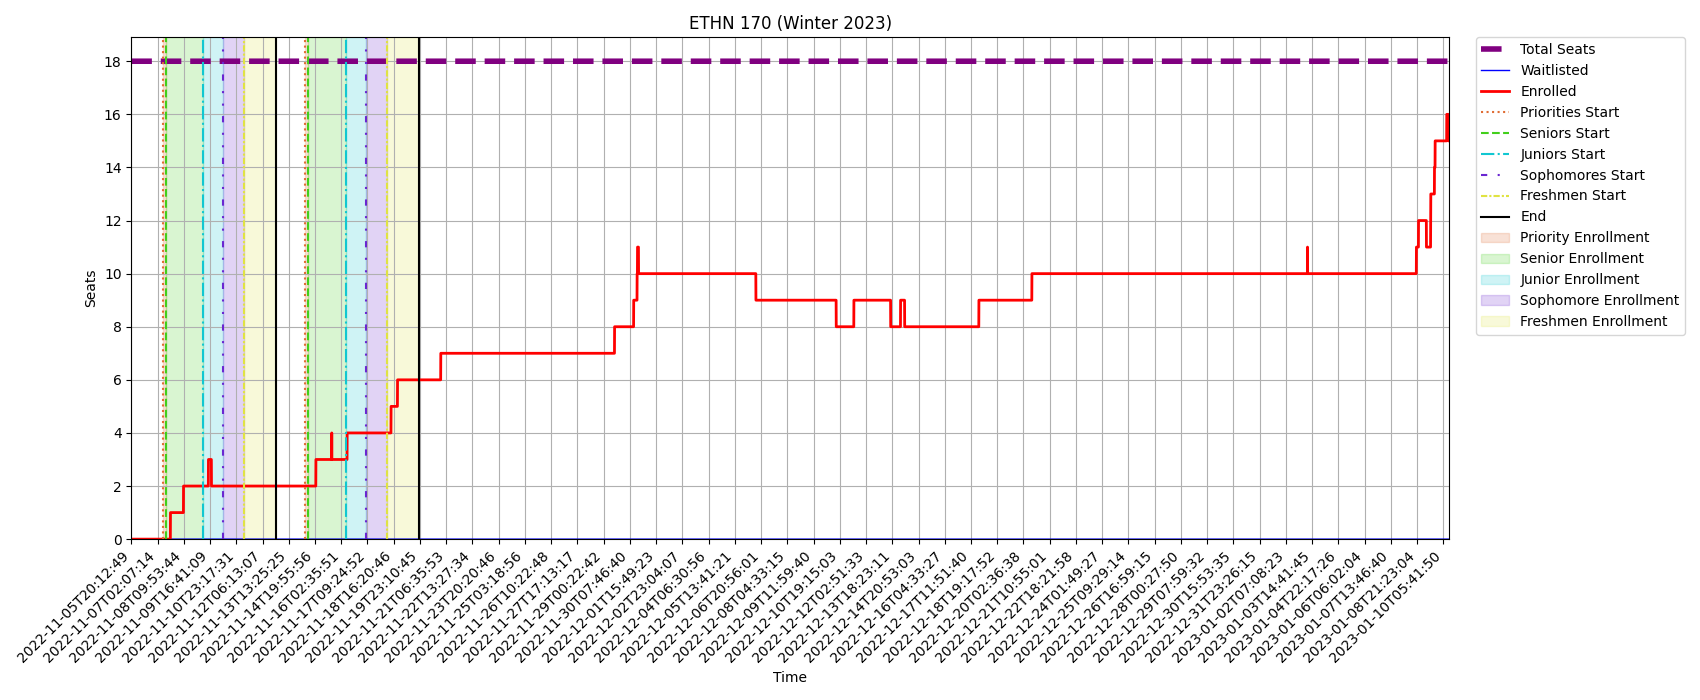 ETHN 170 (Winter 2023)
18
16
14
12
10
8
6
4
2
0
Seats
2022-11-05T20:12:49
2022-11-07T02:07:14
2022-11-08T09:53:44
2022-11-09T16:41:09
2022-11-10T23:17:31
2022-11-12T06:13:07
2022-11-13T13:25:25
2022-11-14T19:55:56
2022-11-16T02:35:51
2022-11-17T09:24:52
2022-11-18T16:20:46
2022-11-19T23:10:45
2022-11-21T06:35:53
2022-11-22T13:27:34
2022-11-23T20:20:46
2022-11-25T03:18:56
2022-11-26T10:22:48
2022-11-27T17:13:17
2022-11-29T00:22:42
2022-11-30T07:46:40
2022-12-01T15:49:23
2022-12-02T23:04:07
2022-12-04T06:30:56
2022-12-05T13:41:21
2022-12-06T20:56:01
2022-12-08T04:33:15
2022-12-09T11:59:40
2022-12-10T19:15:03
2022-12-12T02:51:33
2022-12-13T18:23:11
2022-12-14T20:53:03
2022-12-16T04:33:27
2022-12-17T11:51:40
2022-12-18T19:17:52
2022-12-20T02:36:38
2022-12-21T10:55:01
2022-12-22T18:21:58
2022-12-24T01:49:27
2022-12-25T09:29:14
2022-12-26T16:59:15
2022-12-28T00:27:50
2022-12-29T07:59:32
2022-12-30T15:53:35
2022-12-31T23:26:15
2023-01-02T07:08:23
2023-01-03T14:41:45
2023-01-04T22:17:26
2023-01-06T06:02:04
2023-01-07T13:46:40
2023-01-08T21:23:04
2023-01-10T05:41:50
Time
Total Seats
Waitlisted
Enrolled
Priorities Start
Seniors Start
Juniors Start
Sophomores Start
Freshmen Start
End
Priority Enrollment
Senior Enrollment
Junior Enrollment
Sophomore Enrollment
Freshmen Enrollment